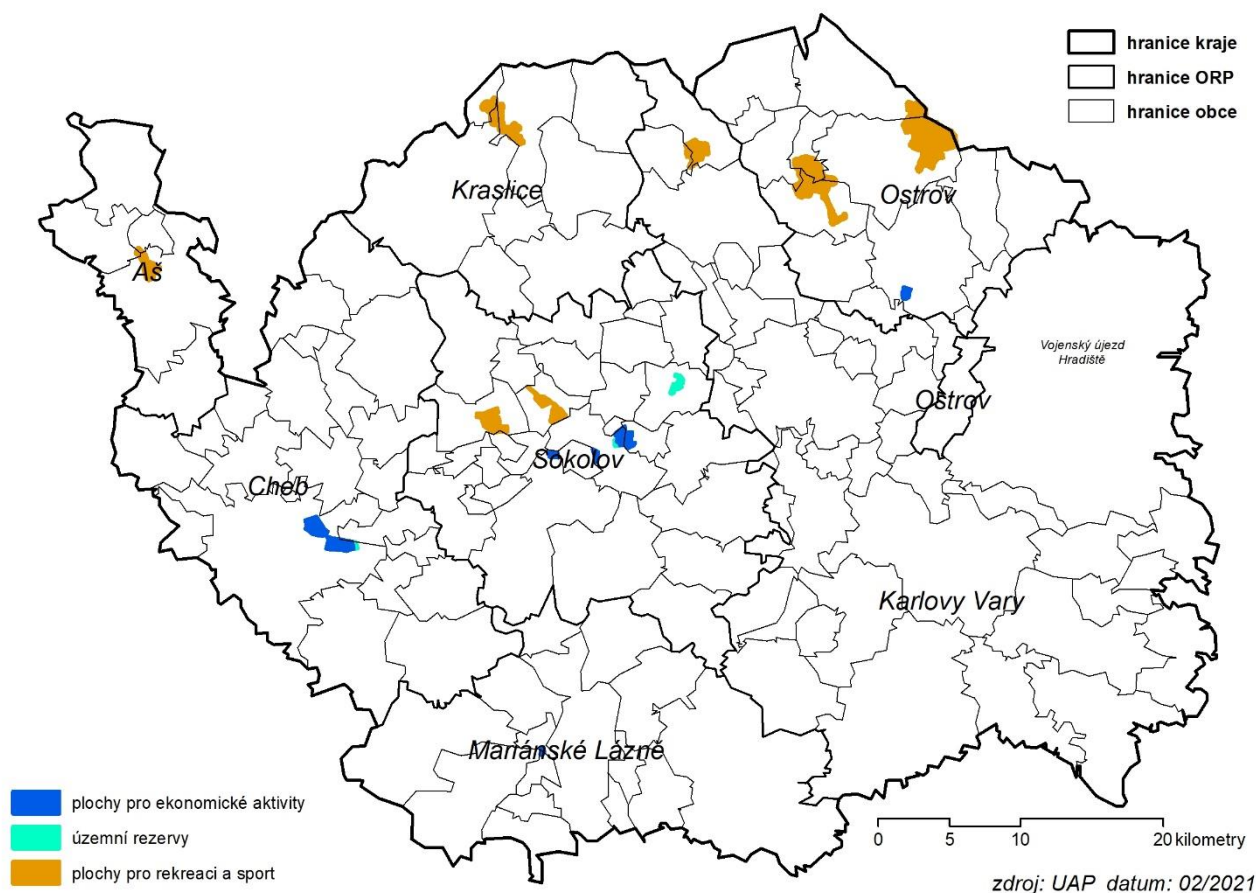 hranice kraje
hranice ORP
hranice obce
Kraslice
Ostrov
Aš
Vojenský újezd
Hradiště
Ostrov
Sokolov
Cheb
Karlovy Vary
Mariánské Lázně
plochy pro ekonomické aktivity
územní rezervy
plochy pro rekreaci a sport
0 5 10 20 kilometry
zdroj: UAP datum: 02/2021